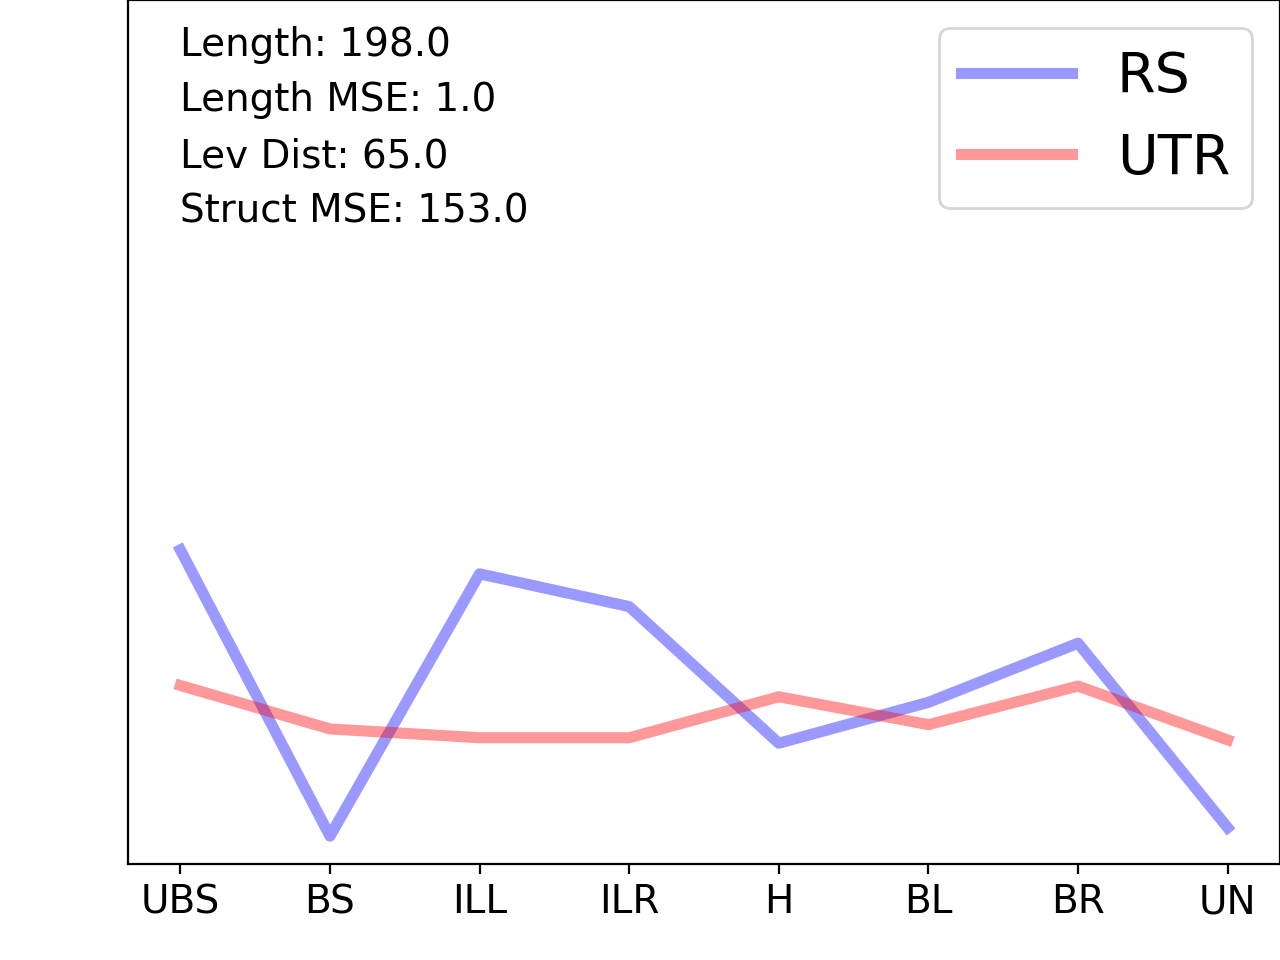 Length: 198.0
Length MSE: 1.0
Lev Dist: 65.0
Struct MSE: 153.0
RS
UTR
UBS BS ILL ILR H BL BR UN